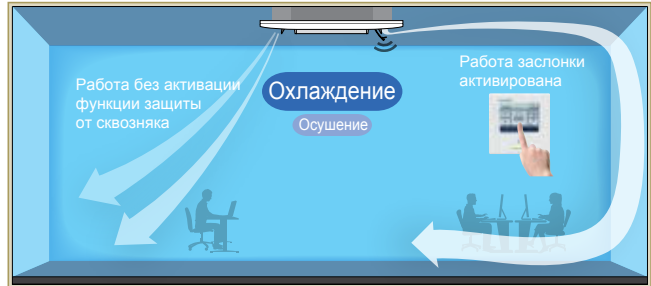 Работа без активации
функции защиты
от сквозняка
Охлаждение
Осушение
Работа заслонки
активирована